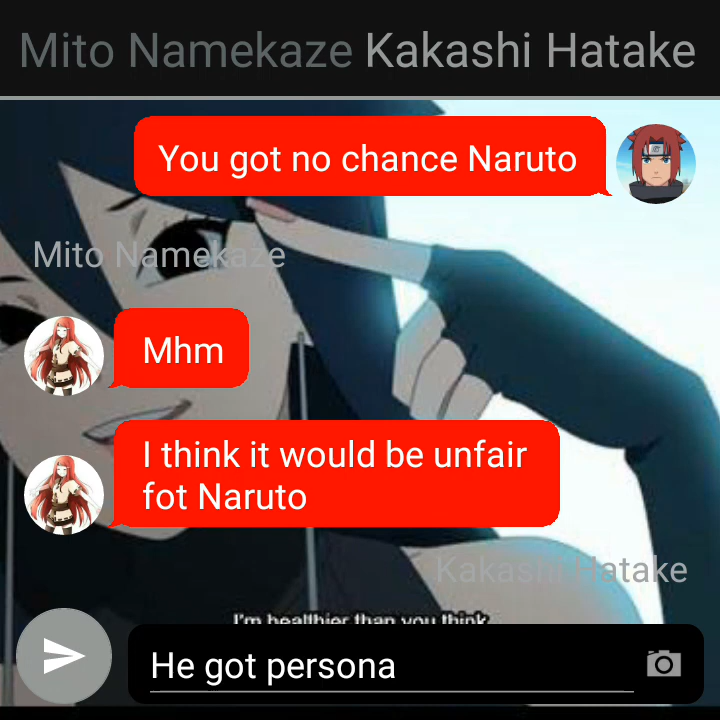 Mito Namekaze Kakashi Hatake
You got no chance Naruto
Mito Namekaze
Mhm
I think it would be unfair
fot Naruto
Kakashi Hatake
I'm healthier than you think
He got persona